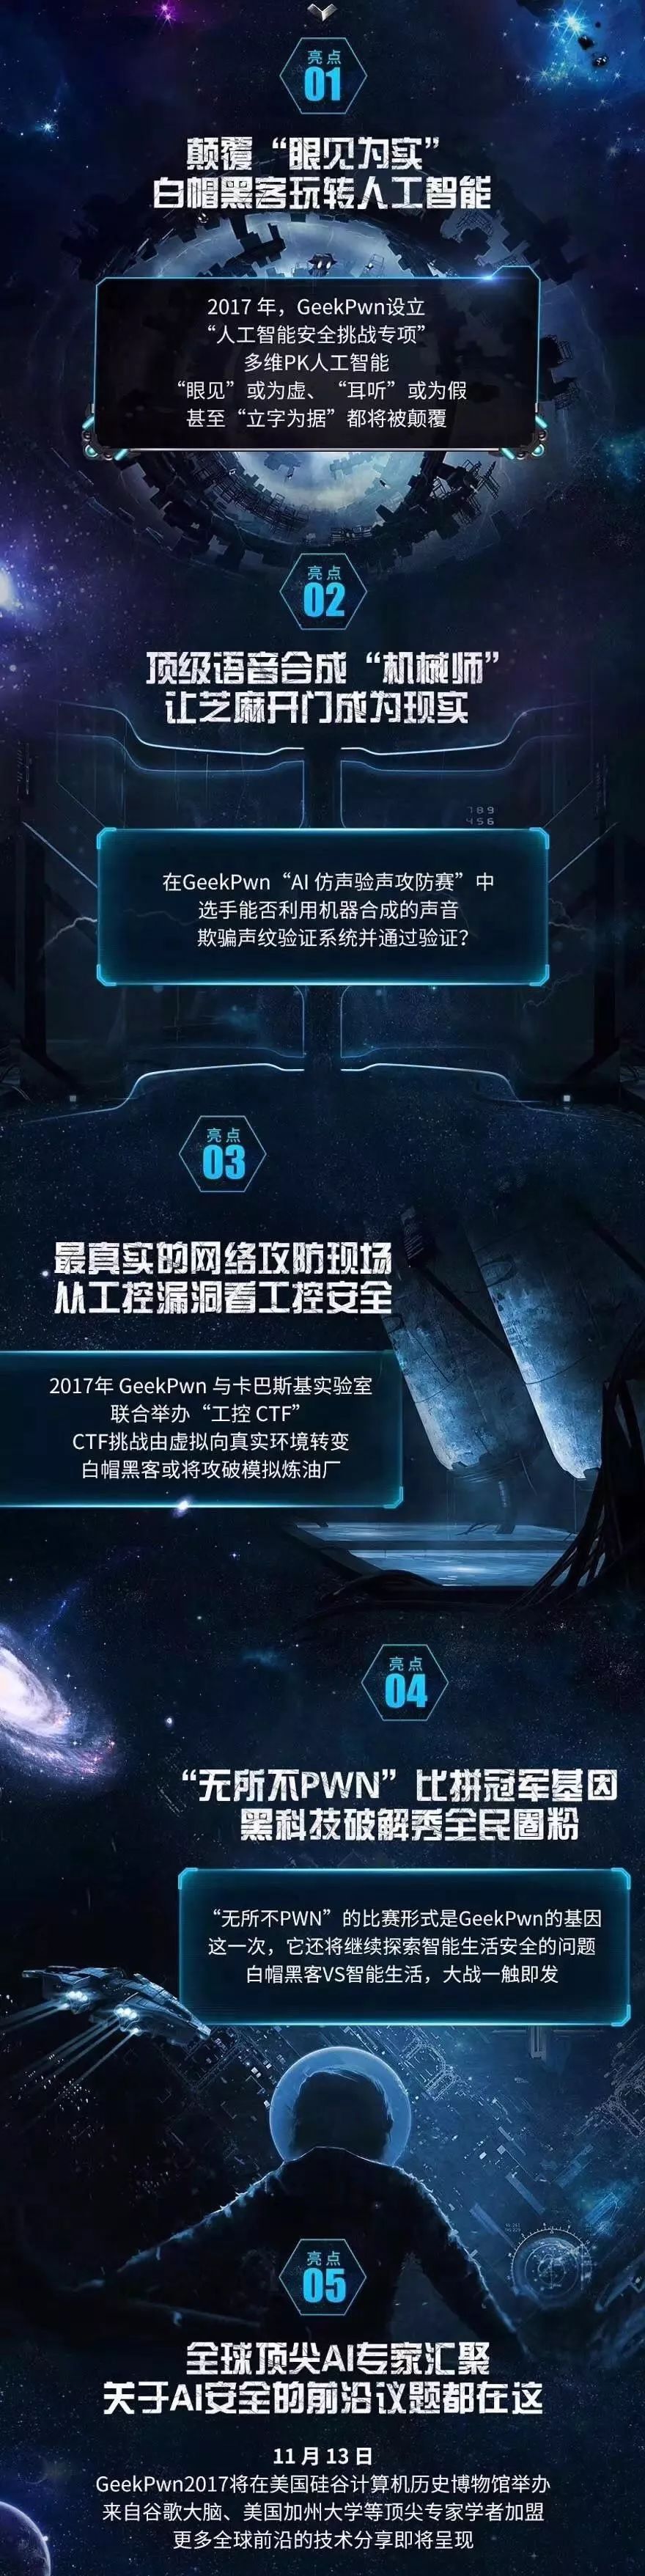 亮点
01
颠覆“眼见为实”
白帽黑客玩转人工智能
2017 年，GeekPwn设立
“人工智能安全挑战专项”
多维PK人工智能
“眼见”或为虚、“耳听”或为假
甚至“立字为据”都将被颠覆
亮点
02
顶级语音合成“机械师”
让芝麻开门成为现实
789
456
在GeekPwn“AI 仿声验声攻防赛”中
选手能否利用机器合成的声音
欺骗声纹验证系统并通过验证？
亮点
03
最真实的网络攻防现场
从工控漏洞看工控安全
2017年 GeekPwn 与卡巴斯基实验室
联合举办“工控 CTF”
CTF挑战由虚拟向真实环境转变
白帽黑客或将攻破模拟炼油厂
亮点
04
“无所不PWN”比拼冠军基因
黑科技破解秀全民圈粉
“无所不PWN”的比赛形式是GeekPwn的基因
这一次，它还将继续探索智能生活安全的问题
白帽黑客VS智能生活，大战一触即发
亮点
05
全球顶尖AI专家汇聚
关于AI安全的前沿议题都在这
11 月 13 日
GeekPwn2017将在美国硅谷计算机历史博物馆举办
来自谷歌大脑、美国加州大学等顶尖专家学者加盟
更多全球前沿的技术分享即将呈现